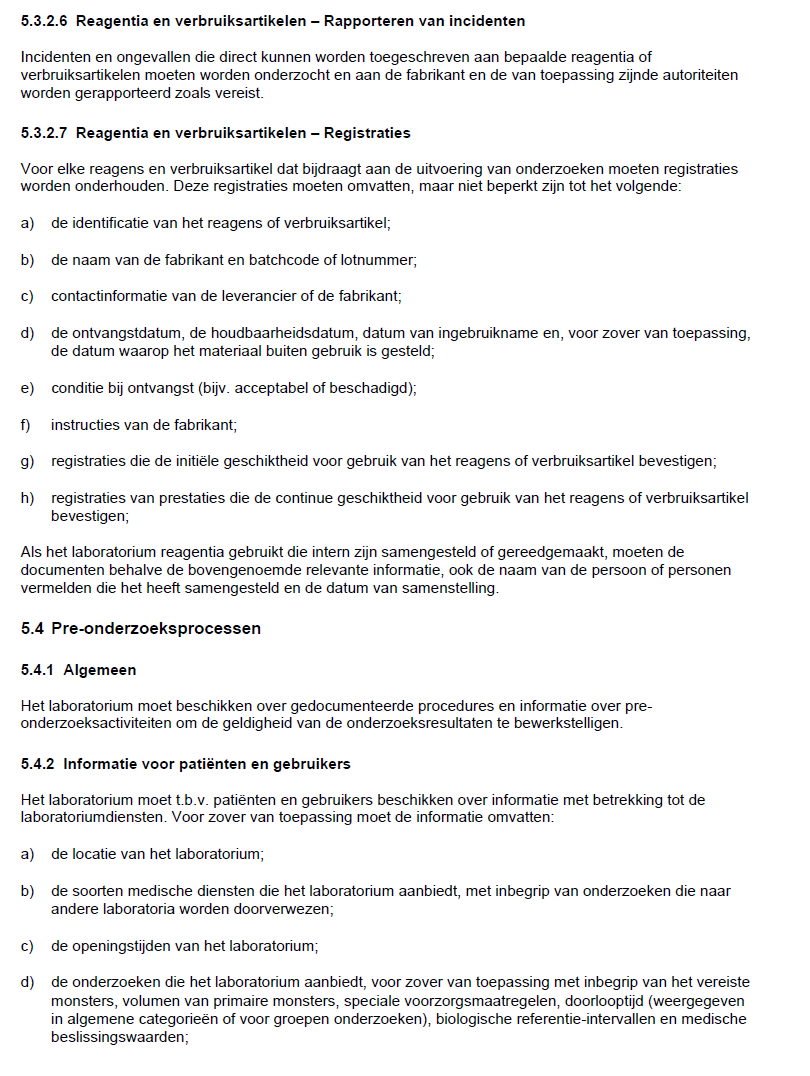 5.3.2.6 Reagentia en verbruiksartikelen – Rapporteren van incidenten
Incidenten en ongevallen die direct kunnen worden toegeschreven aan bepaalde reagentia of
verbruiksartikelen moeten worden onderzocht en aan de fabrikant en de van toepassing zijnde autoriteiten
worden gerapporteerd zoals vereist.
5.3.2.7 Reagentia en verbruiksartikelen – Registraties
Voor elke reagens en verbruiksartikel dat bijdraagt aan de uitvoering van onderzoeken moeten registraties
worden onderhouden. Deze registraties moeten omvatten, maar niet beperkt zijn tot het volgende:
a) de identificatie van het reagens of verbruiksartikel;
b) de naam van de fabrikant en batchcode of lotnummer;
c) contactinformatie van de leverancier of de fabrikant;
d) de ontvangstdatum, de houdbaarheidsdatum, datum van ingebruikname en, voor zover van toepassing,
de datum waarop het materiaal buiten gebruik is gesteld;
e) conditie bij ontvangst (bijv. acceptabel of beschadigd);
f) instructies van de fabrikant;
g) registraties die de initiële geschiktheid voor gebruik van het reagens of verbruiksartikel bevestigen;
h) registraties van prestaties die de continue geschiktheid voor gebruik van het reagens of verbruiksartikel
bevestigen;
Als het laboratorium reagentia gebruikt die intern zijn samengesteld of gereedgemaakt, moeten de
documenten behalve de bovengenoemde relevante informatie, ook de naam van de persoon of personen
vermelden die het heeft samengesteld en de datum van samenstelling.
5.4 Pre-onderzoeksprocessen
5.4.1 Algemeen
Het laboratorium moet beschikken over gedocumenteerde procedures en informatie over pre-
onderzoeksactiviteiten om de geldigheid van de onderzoeksresultaten te bewerkstelligen.
5.4.2 Informatie voor patiënten en gebruikers
Het laboratorium moet t.b.v. patiënten en gebruikers beschikken over informatie met betrekking tot de
laboratoriumdiensten. Voor zover van toepassing moet de informatie omvatten:
a) de locatie van het laboratorium;
b) de soorten medische diensten die het laboratorium aanbiedt, met inbegrip van onderzoeken die naar
andere laboratoria worden doorverwezen;
c) de openingstijden van het laboratorium;
d) de onderzoeken die het laboratorium aanbiedt, voor zover van toepassing met inbegrip van het vereiste
monsters, volumen van primaire monsters, speciale voorzorgsmaatregelen, doorlooptijd (weergegeven
in algemene categorieën of voor groepen onderzoeken), biologische referentie-intervallen en medische
beslissingswaarden;